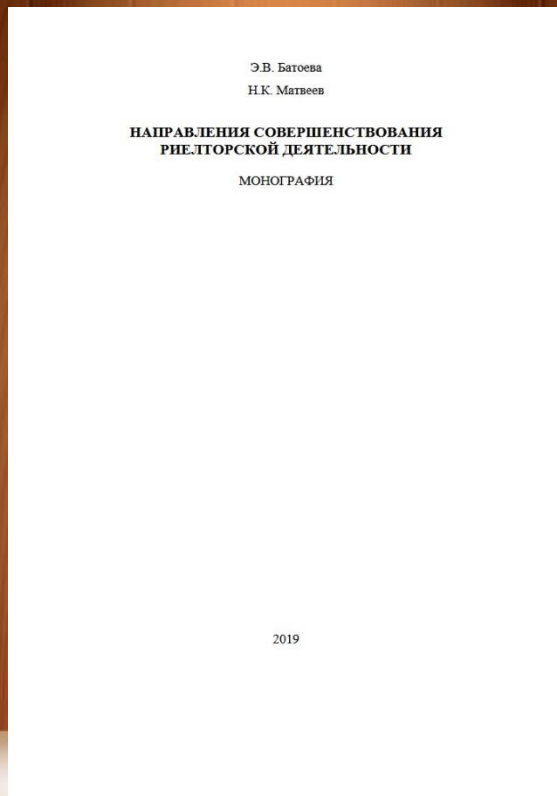 Э.В. Батоева
Н.К. Матвеев
НАПРАВЛЕНИЯ СОВЕРШЕНСТВОВАНИЯ
РИЕЛТОРСКОЙ ДЕЯТЕЛЬНОСТИ
МОНОГРАФИЯ
2019